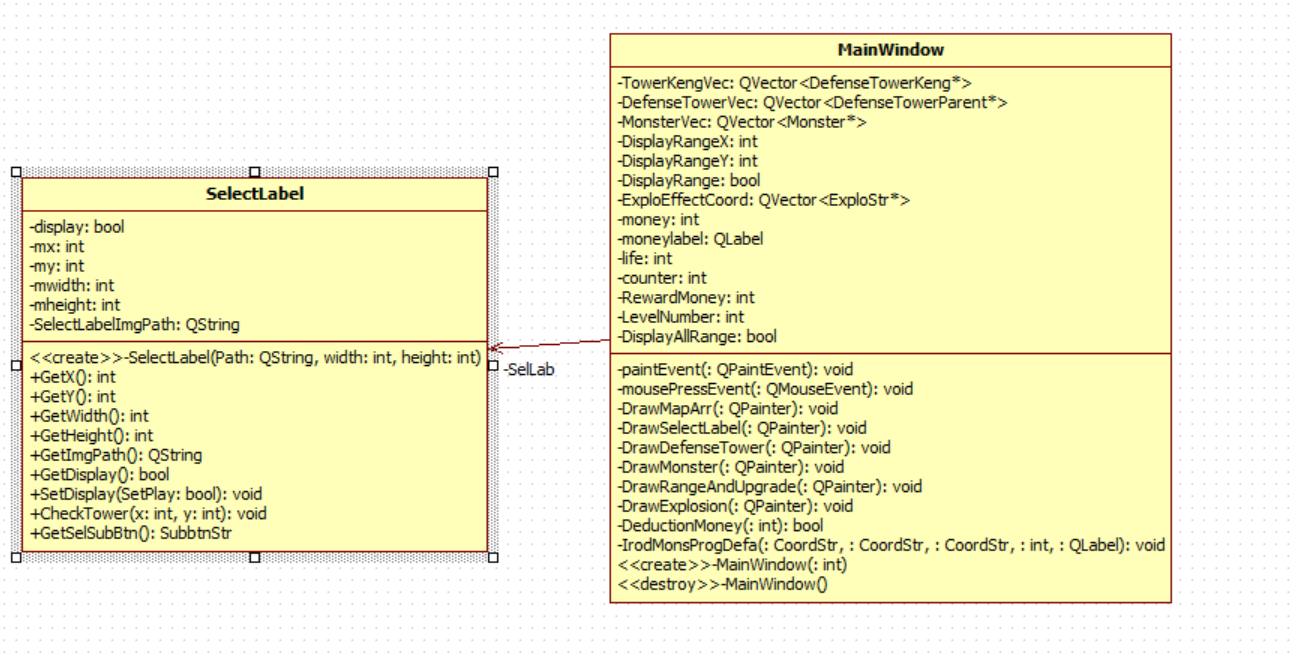 SelectLabel
-display: bool
-mx: int
-my: int
-mwidth: int
-mheight: int
-SelectLabelImgPath: QString
<<create>>-SelectLabel(Path: QString, width: int, height: int)
+GetX(): int
+GetY(): int
+GetWidth(): int
+GetHeight(): int
+GetImgPath(): QString
+GetDisplay(): bool
+SetDisplay(SetPlay: bool): void
+CheckTower(x: int, y: int): void
+GetSelSubBtn(): SubbtnStr
-SelLab
MainWindow
-TowerKengVec: QVector<DefenseTowerKeng*>
-DefenseTowerVec: QVector<DefenseTowerParent*>
-MonsterVec: QVector<Monster*>
-DisplayRangeX: int
-DisplayRangeY: int
-DisplayRange: bool
-ExploEffectCoord: QVector<ExploStr*>
-money: int
-moneylabel: QLabel
-life: int
-counter: int
-RewardMoney: int
-LevelNumber: int
-DisplayAllRange: bool
-paintEvent(: QPaintEvent): void
-mousePressEvent(: QMouseEvent): void
-DrawMapArr(: QPainter): void
-DrawSelectLabel(: QPainter): void
-DrawDefenseTower(: QPainter): void
-DrawMonster(: QPainter): void
-DrawRangeAndUpgrade(: QPainter): void
-DrawExplosion(: QPainter): void
-DeductionMoney(: int): bool
-IrodMonsProgDefa(: CoordStr, : CoordStr, : CoordStr, : int, : QLabel): void
<<create>>-MainWindow(: int)
<<destroy>>-MainWindow()